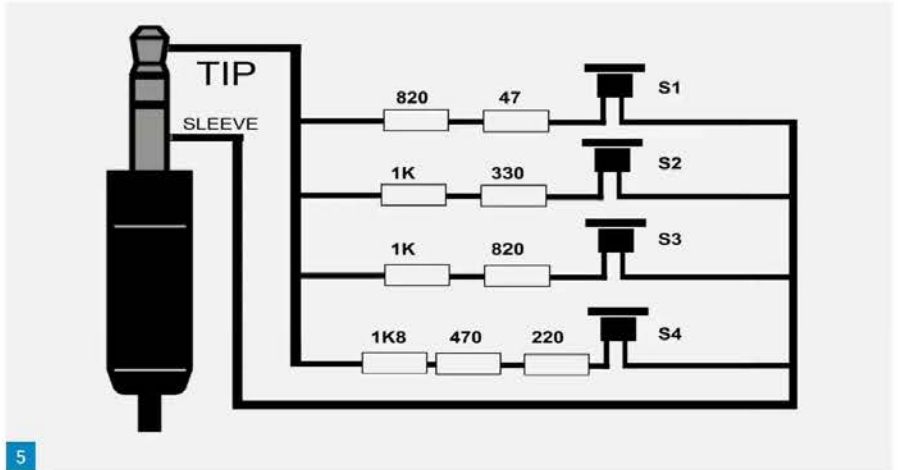 TIP
SLEEVE
820 47 S1
1K 330 S2
1K 820 S3
1K8 470 220 S4
5